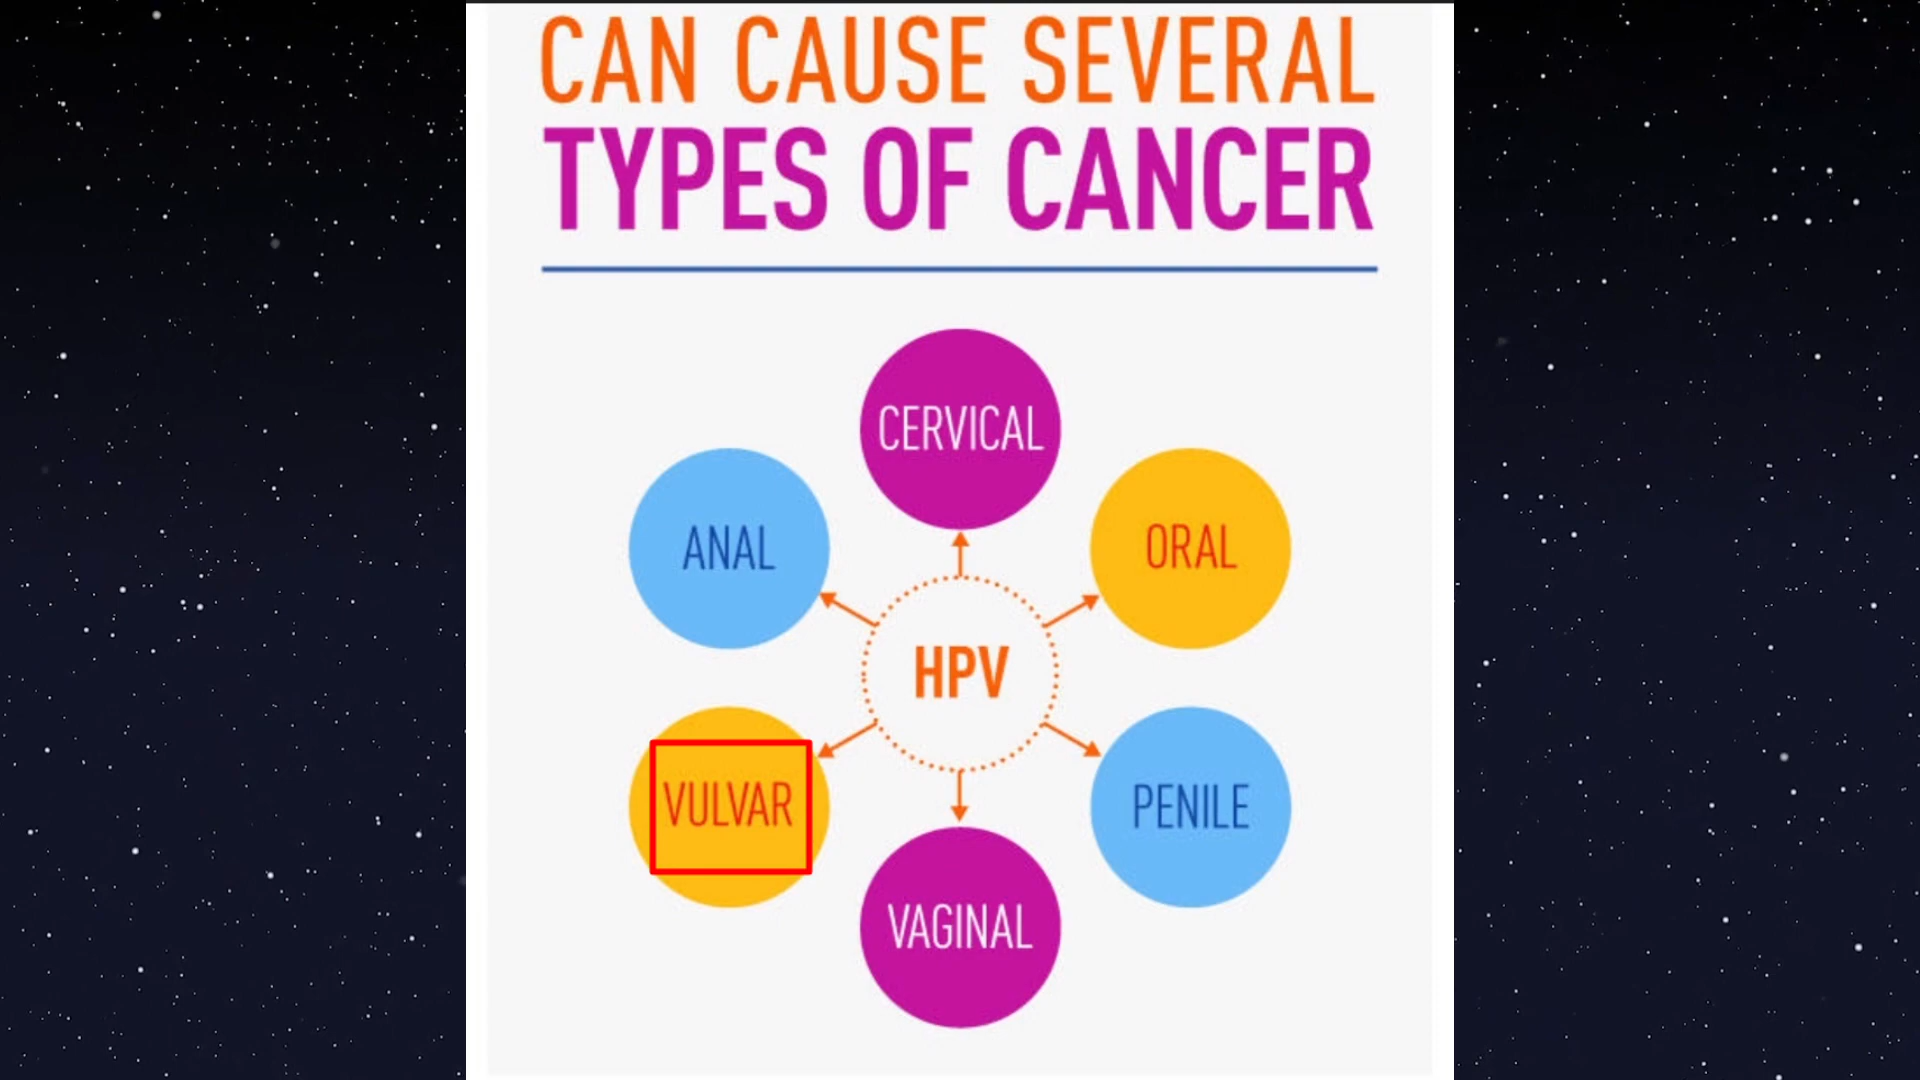 CAN CAUSE SEVERAL
TYPES OF CANCER
CERVICAL
ANAL
ORAL
HPV
VULVAR
PENILE
VAGINAL